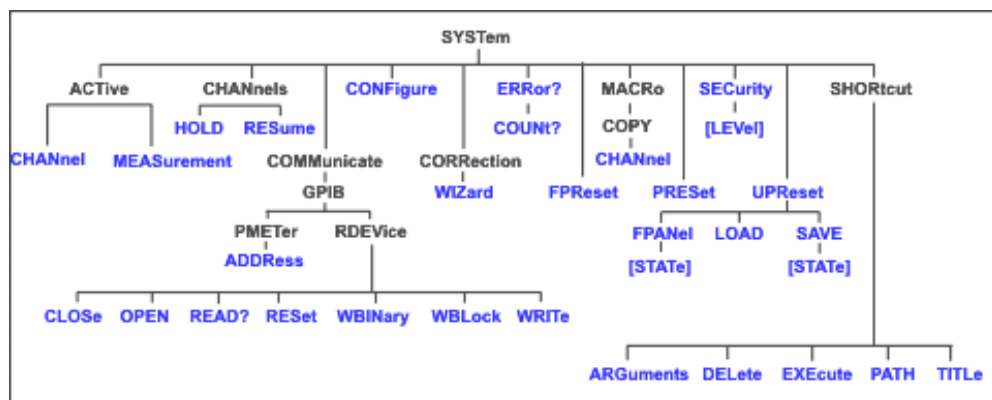 SYSTem
ACTive CHANnels CONFigure ERRor? MACRo SECurity SHORtcut
HOLD RESume COUNt? COPY [LEVel]
CHANnel MEASurement COMMunicate CORRection CHANnel
GPIB WIZard FPReset PRESet UPReset
PMETer RDEVice FPANel LOAD SAVE
ADDRess [STATe] [STATe]
CLOSe OPEN READ? RESet WBINary WBLock WRITe
ARGuments DELete EXEcute PATH TITLe